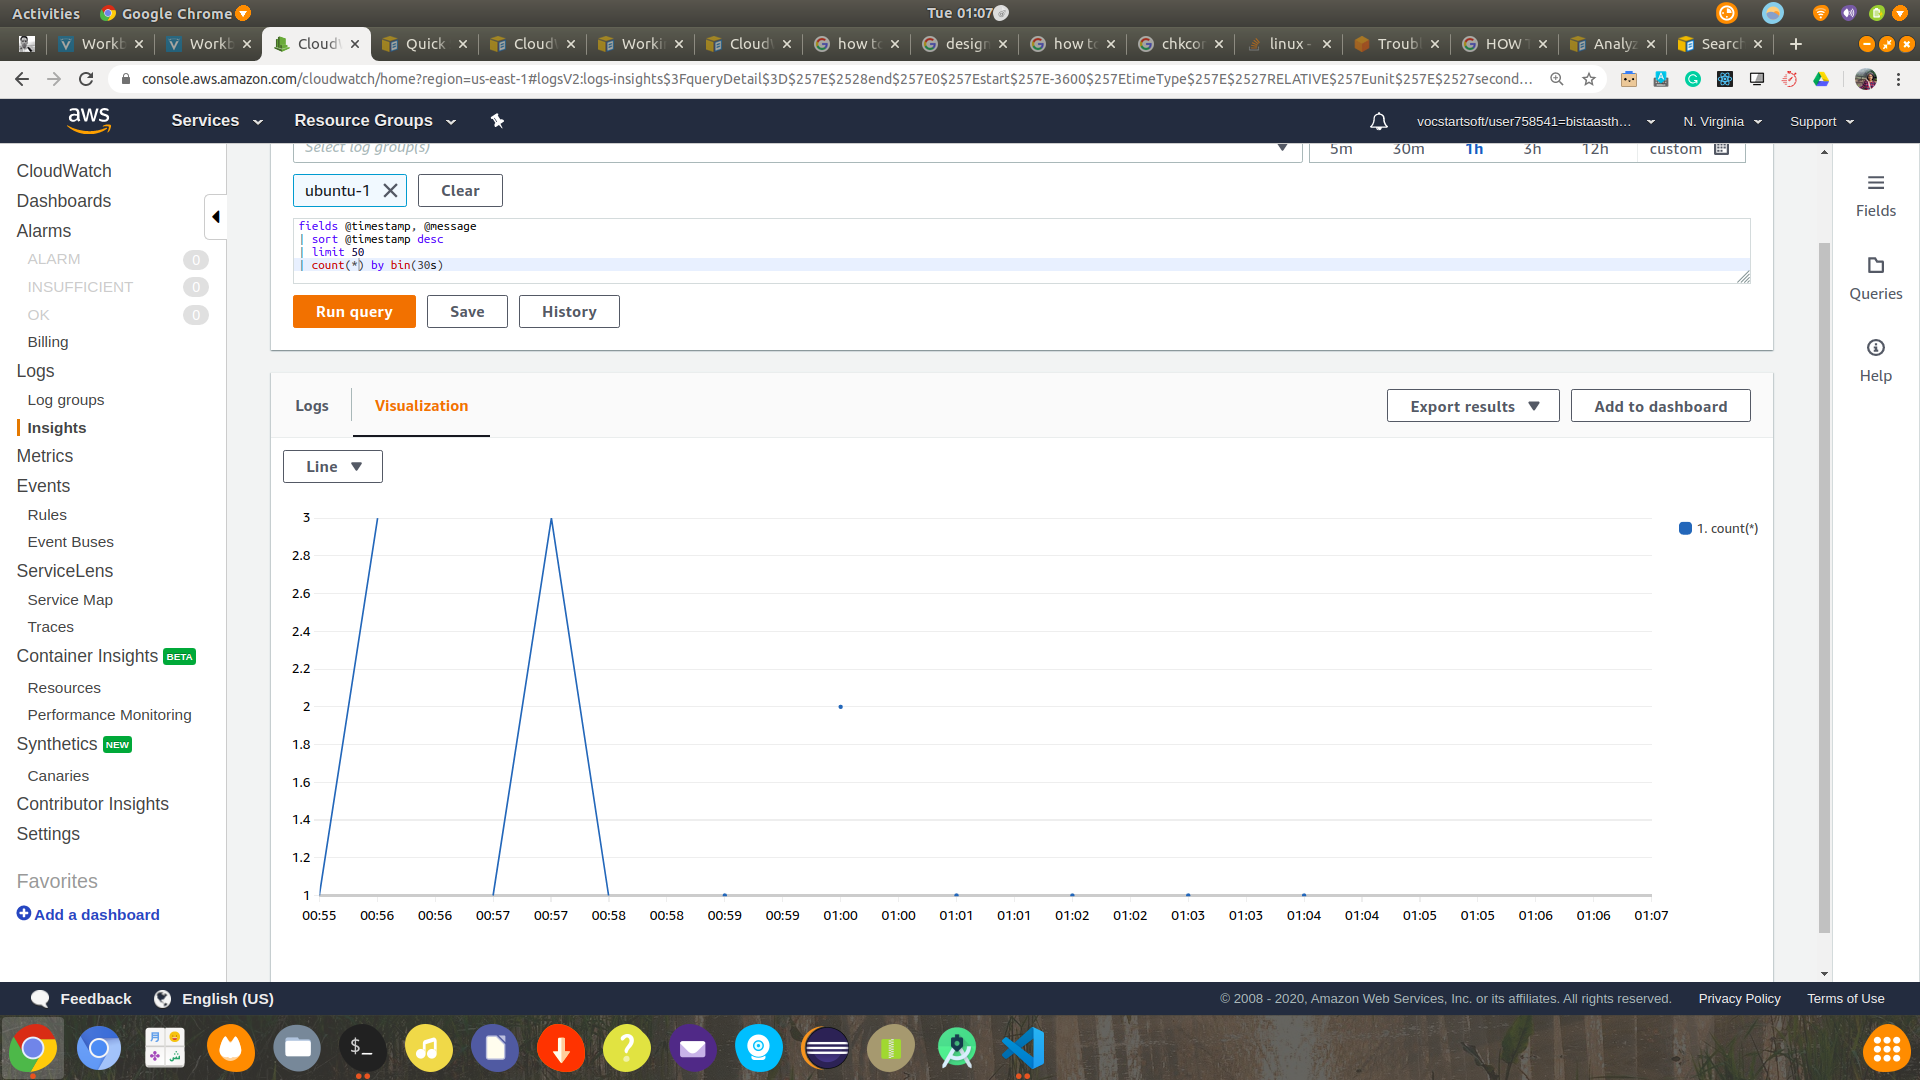 Activities
Google Chrome
Tue 01:07
Workb
Workb
CloudW
Quick
CloudW
Workin
CloudW
how to
design
how to
chkcon
linux -
Troubl
HOW T
Analyz
Search
console.aws.amazon.com/cloudwatch/home?region=us-east-1#logsV2:logs-insights$3FqueryDetail$3D$257E$2528end$257E0$257Estart$257E-3600$257EtimeType$257E$2527RELATIVE$257Eunit$257E$2527second...
aws
Services
Resource Groups
vocstartsoft/user758541=bistaasth...
N. Virginia
Support
CloudWatch
Dashboards
Alarms
ALARM 0
INSUFFICIENT 0
OK 0
Billing
Logs
Log groups
Insights
Metrics
Events
Rules
Event Buses
ServiceLens
Service Map
Traces
Container Insights BETA
Resources
Performance Monitoring
Synthetics NEW
Canaries
Contributor Insights
Settings
Favorites
Add a dashboard
Select log group(s)
5m 30m 1h 3h 12h custom
ubuntu-1
Clear
fields @timestamp, @message
| sort @timestamp desc
| limit 50
| count(*) by bin(30s)
Run query
Save
History
Logs
Visualization
Export results
Add to dashboard
Line
3
2.8
2.6
2.4
2.2
2
1.8
1.6
1.4
1.2
1
00:55 00:56 00:56 00:57 00:57 00:58 00:58 00:59 00:59 01:00 01:00 01:01 01:01 01:02 01:02 01:03 01:03 01:04 01:04 01:05 01:05 01:06 01:06 01:07
1. count(*)
Fields
Queries
Help
Feedback
English (US)
© 2008 - 2020, Amazon Web Services, Inc. or its affiliates. All rights reserved.
Privacy Policy
Terms of Use